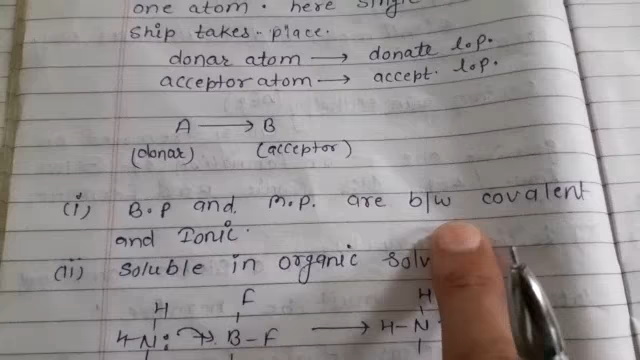 one atom. here single
ship takes-place.
donar atom → donate l.p.
acceptor atom → accept. l.p.
A → B
(donar) (acceptor)
(i) B.P and M.P. are b/w covalent
and Ionic.
(ii) soluble in organic
H F H
H-N: → B-F → H-N